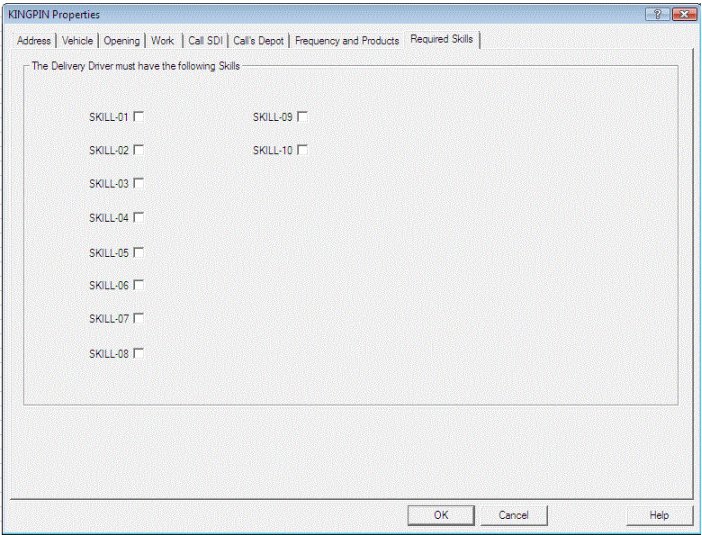 KINGPIN Properties
Address Vehicle Opening Work Call SDI Call's Depot Frequency and Products Required Skills
The Delivery Driver must have the following Skills
SKILL-01 SKILL-09
SKILL-02 SKILL-10
SKILL-03
SKILL-04
SKILL-05
SKILL-06
SKILL-07
SKILL-08
OK Cancel Help